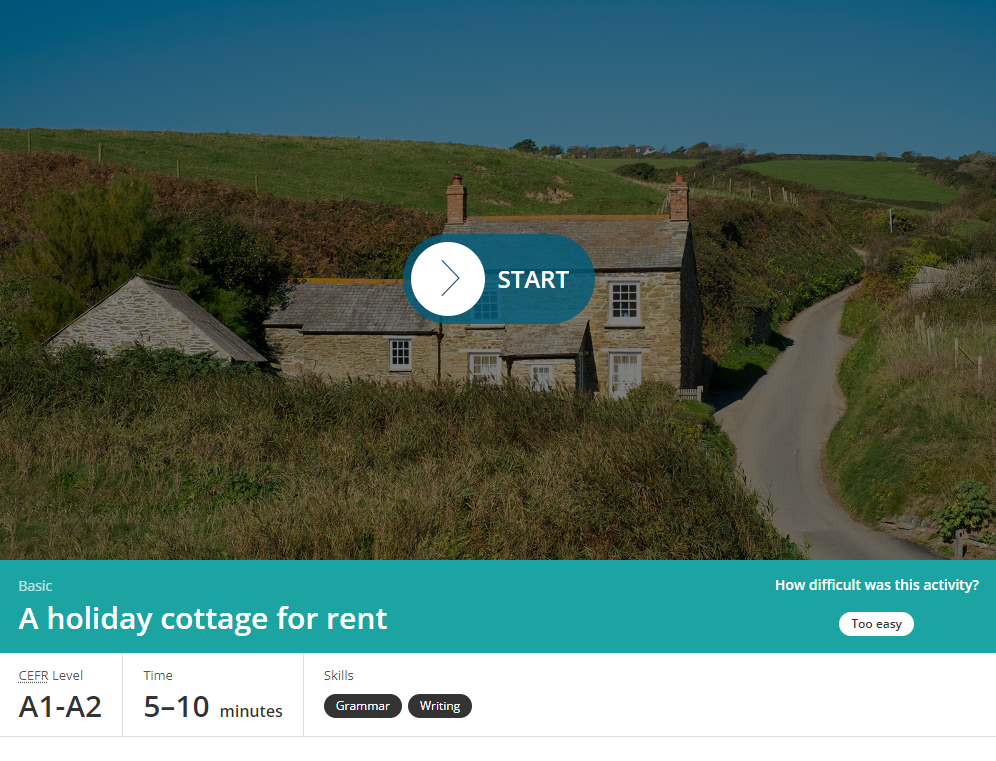 START
Basic
How difficult was this activity?
A holiday cottage for rent
Too easy
CEFR Level
Time
Skills
A1-A2
5–10 minutes
Grammar
Writing